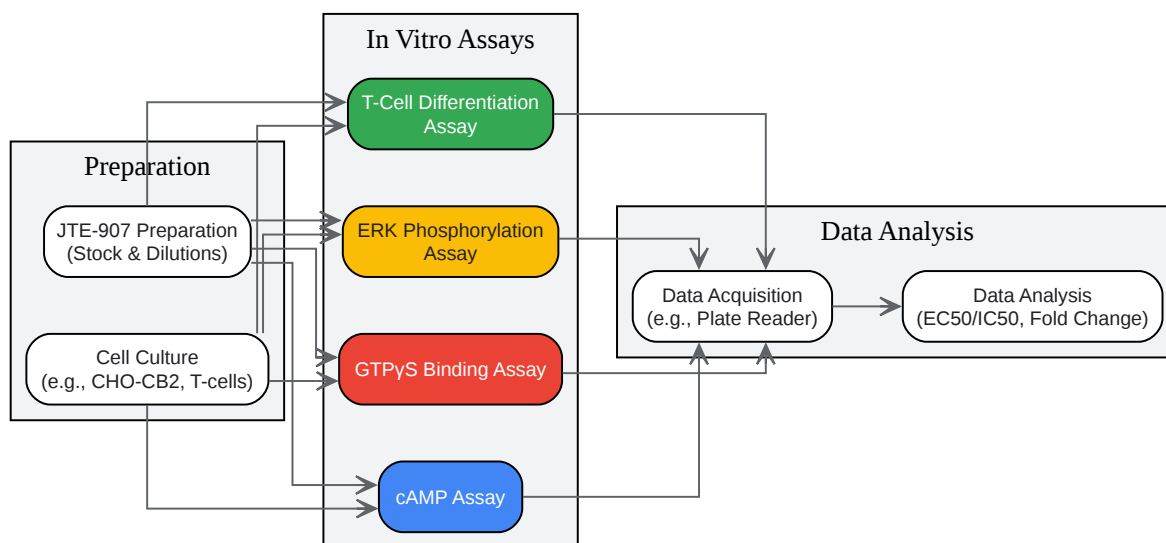 Preparation
JTE-907 Preparation
(Stock & Dilutions)
Cell Culture
(e.g., CHO-CB2, T-cells)
In Vitro Assays
T-Cell Differentiation
Assay
ERK Phosphorylation
Assay
GTPγS Binding Assay
cAMP Assay
Data Analysis
Data Acquisition
(e.g., Plate Reader)
Data Analysis
(EC50/IC50, Fold Change)